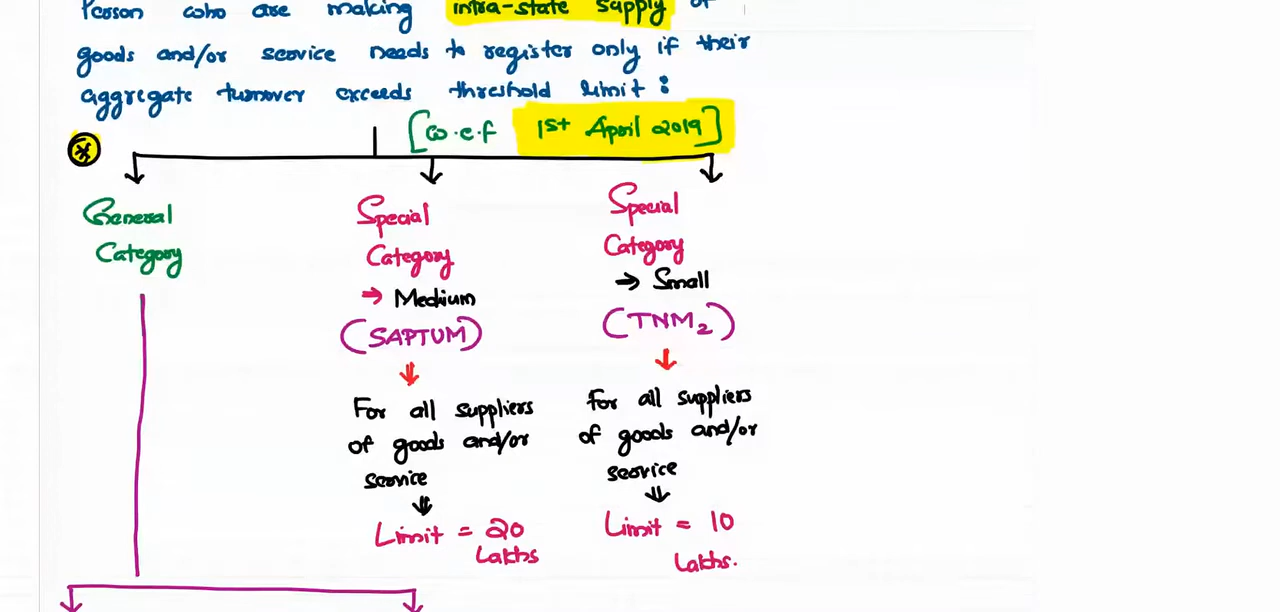 Person who are making intra-state supply of
goods and/or service needs to register only if their
aggregate turnover exceeds threshold limit :
[w.e.f 1st April 2019]
*
General
Category
Special
Category
→ Medium
(SAPTUM)
For all suppliers
of goods and/or
service
Limit = 20
Lakhs
Special
Category
→ Small
(TNM2)
For all suppliers
of goods and/or
service
Limit = 10
Lakhs.